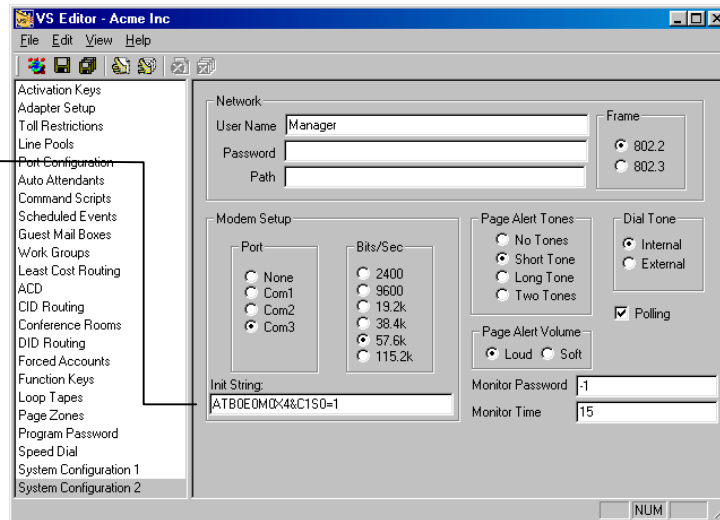 VS Editor - Acme Inc
File Edit View Help
Activation Keys
Adapter Setup
Toll Restrictions
Line Pools
Port Configuration
Auto Attendants
Command Scripts
Scheduled Events
Guest Mail Boxes
Work Groups
Least Cost Routing
ACD
CID Routing
Conference Rooms
DID Routing
Forced Accounts
Function Keys
Loop Tapes
Page Zones
Program Password
Speed Dial
System Configuration 1
System Configuration 2
Network
User Name Manager
Password
Path
Frame
802.2
802.3
Modem Setup
Port
None
Com1
Com2
Com3
Bits/Sec
2400
9600
19.2k
38.4k
57.6k
115.2k
Init String:
ATB0E0M0X4&C1S0=1
Page Alert Tones
No Tones
Short Tone
Long Tone
Two Tones
Dial Tone
Internal
External
Polling
Page Alert Volume
Loud Soft
Monitor Password -1
Monitor Time 15
NUM